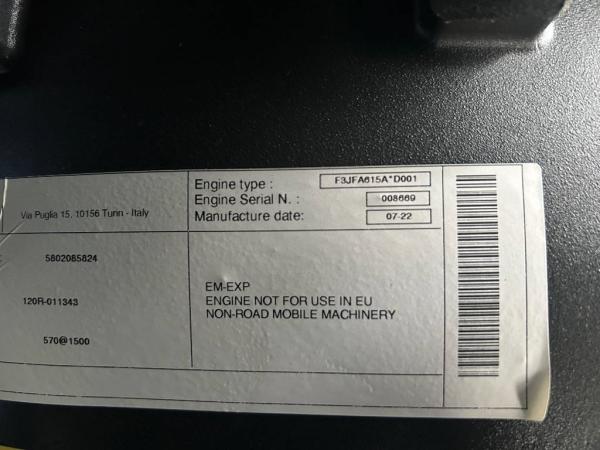 Via Puglia 15, 10156 Turin - Italy
Engine type : F3JFA615A*D001
Engine Serial N. : 008669
Manufacture date: 07-22
5802085824
120R-011343
570@1500
EM-EXP
ENGINE NOT FOR USE IN EU
NON-ROAD MOBILE MACHINERY